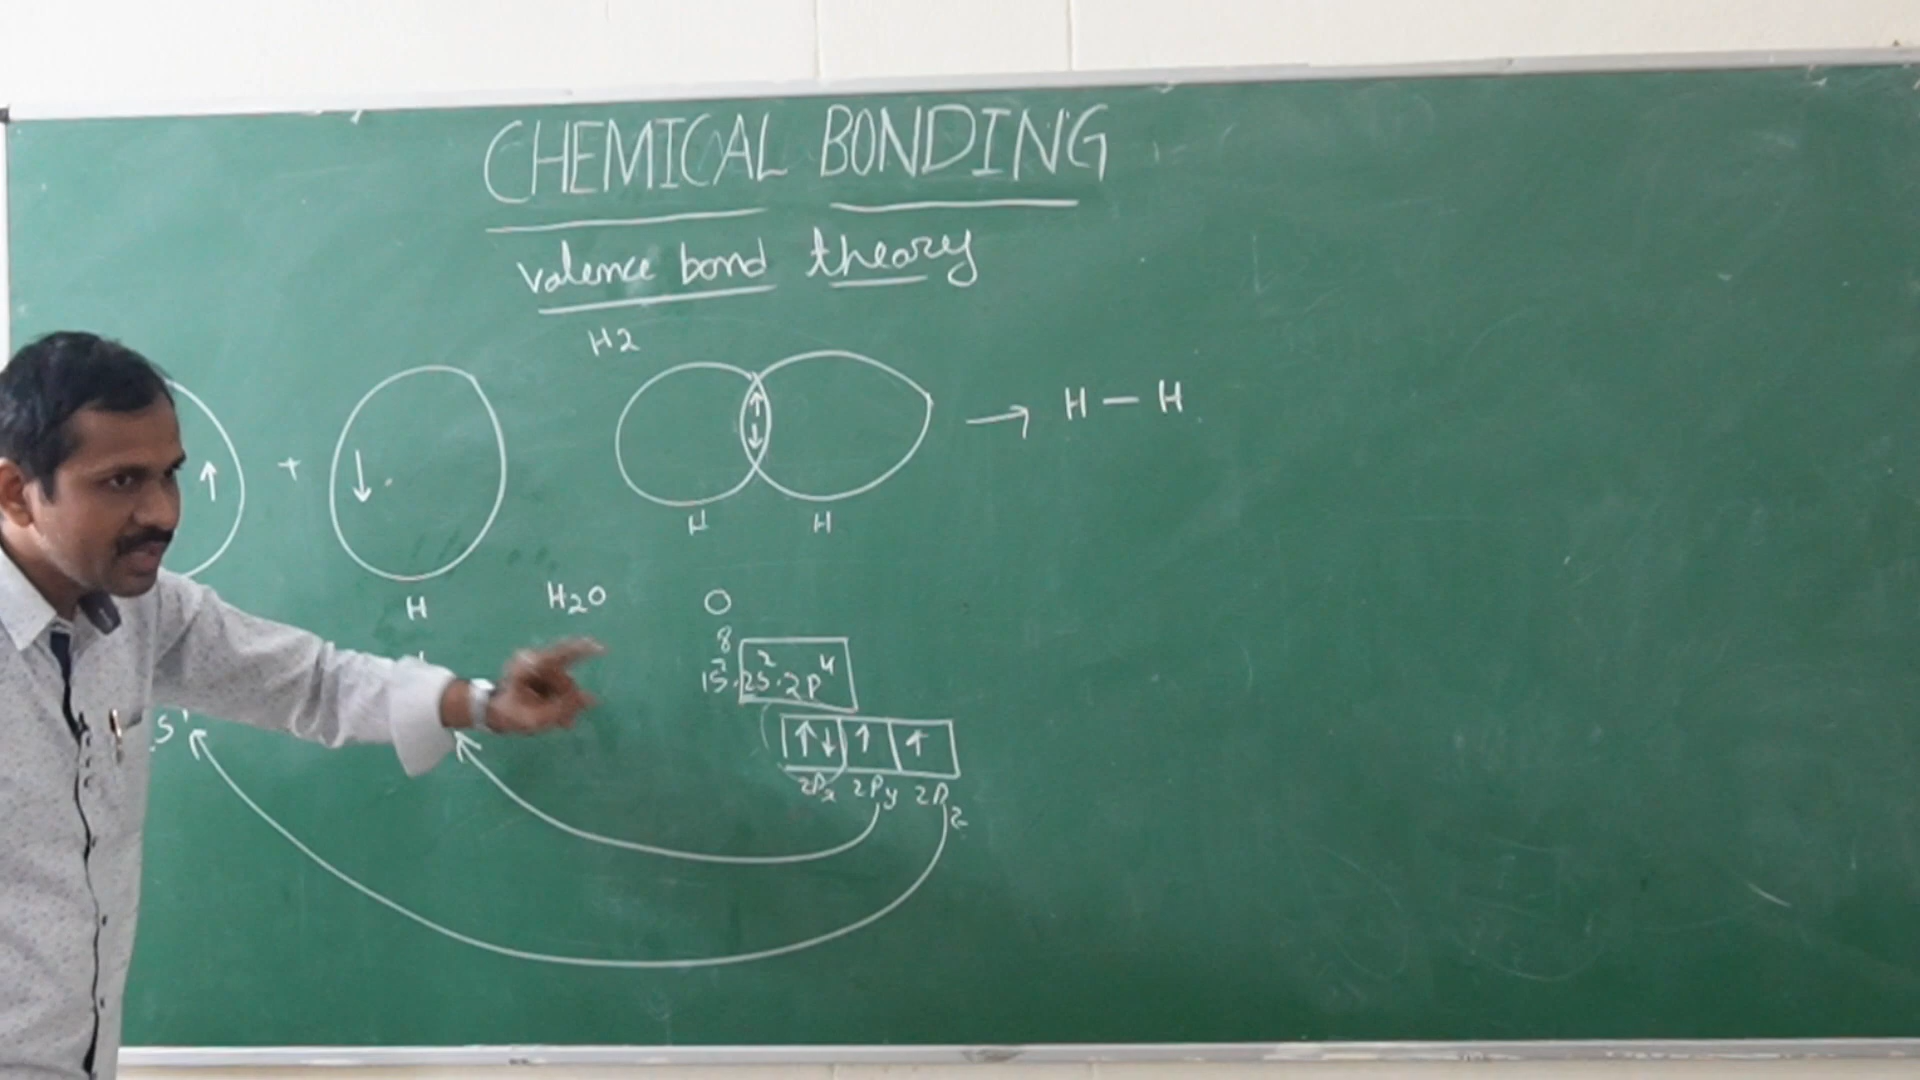 CHEMICAL BONDING
valence bond theory
H2
↑ + ↓
↑↓ → H — H
H H
H H₂O O
8
1s² 2s² 2p⁴
↑↓ ↑ ↑
2Px 2Py 2Pz